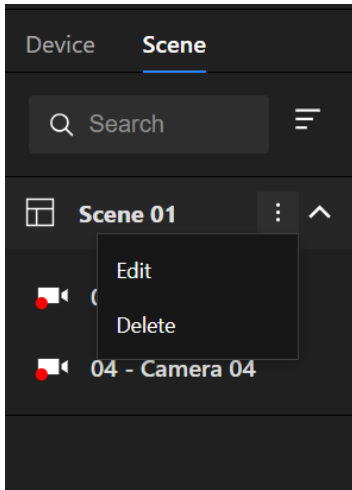 Device Scene
Search
Scene 01
Edit
Delete
04 - Camera 04